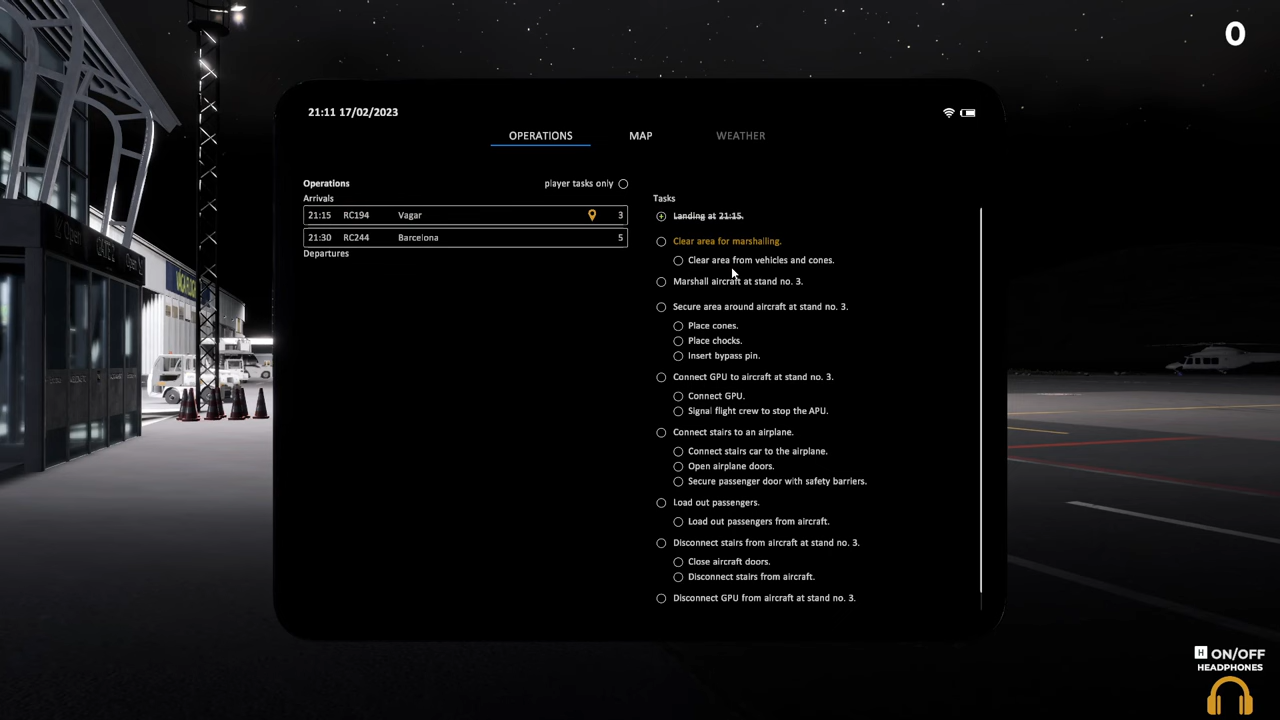 0
21:11 17/02/2023
OPERATIONS MAP WEATHER
Operations player tasks only
Arrivals
21:15 RC194 Vagar 3
21:30 RC244 Barcelona 5
Departures
Tasks
Landing at 21:15.
Clear area for marshalling.
Clear area from vehicles and cones.
Marshall aircraft at stand no. 3.
Secure area around aircraft at stand no. 3.
Place cones.
Place chocks.
Insert bypass pin.
Connect GPU to aircraft at stand no. 3.
Connect GPU.
Signal flight crew to stop the APU.
Connect stairs to an airplane.
Connect stairs car to the airplane.
Open airplane doors.
Secure passenger door with safety barriers.
Load out passengers.
Load out passengers from aircraft.
Disconnect stairs from aircraft at stand no. 3.
Close aircraft doors.
Disconnect stairs from aircraft.
Disconnect GPU from aircraft at stand no. 3.
GATE 2
H ON/OFF
HEADPHONES